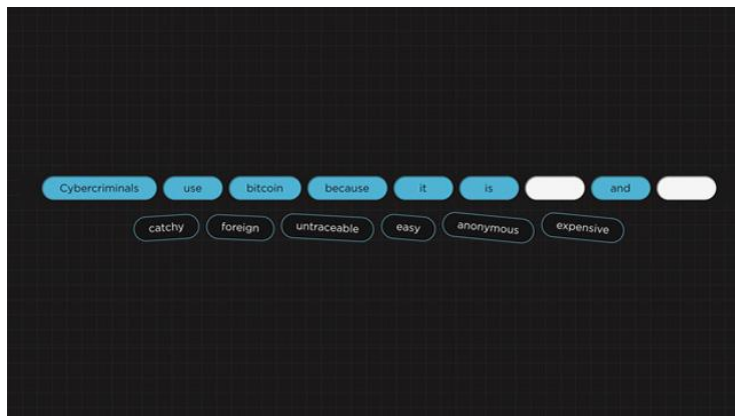 Cybercriminals use bitcoin because it is and
catchy foreign untraceable easy anonymous expensive